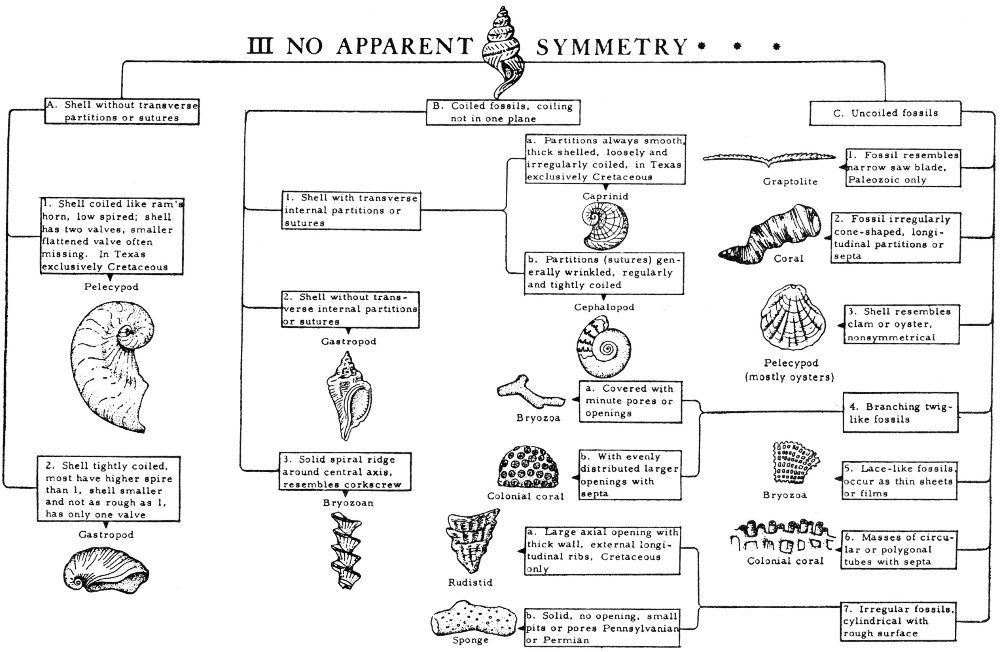 III NO APPARENT SYMMETRY • • •
A. Shell without transverse
partitions or sutures
1. Shell coiled like ram's
horn, low spired; shell
has two valves, smaller
flattened valve often
missing. In Texas
exclusively Cretaceous
Pelecypod
2. Shell tightly coiled,
most have higher spire
than 1, shell smaller
and not as rough as 1,
has only one valve
Gastropod
B. Coiled fossils, coiling
not in one plane
1. Shell with transverse
internal partitions or
sutures
a. Partitions always smooth,
thick shelled, loosely and
irregularly coiled, in Texas
exclusively Cretaceous
Caprinid
b. Partitions (sutures) gen-
erally wrinkled, regularly
and tightly coiled
Cephalopod
2. Shell without trans-
verse internal partitions
or sutures
Gastropod
3. Solid spiral ridge
around central axis,
resembles corkscrew
Bryozoan
C. Uncoiled fossils
1. Fossil resembles
narrow saw blade,
Paleozoic only
Graptolite
2. Fossil irregularly
cone-shaped, longi-
tudinal partitions or
septa
Coral
3. Shell resembles
clam or oyster,
nonsymmetrical
Pelecypod
(mostly oysters)
4. Branching twig-
like fossils
a. Covered with
minute pores or
openings
Bryozoa
b. With evenly
distributed larger
openings with
septa
Colonial coral
5. Lace-like fossils,
occur as thin sheets
or films
Bryozoa
6. Masses of circu-
lar or polygonal
tubes with septa
Colonial coral
7. Irregular fossils,
cylindrical with
rough surface
a. Large axial opening with
thick wall, external longi-
tudinal ribs, Cretaceous
only
Rudistid
b. Solid, no opening, small
pits or pores Pennsylvanian
or Permian
Sponge